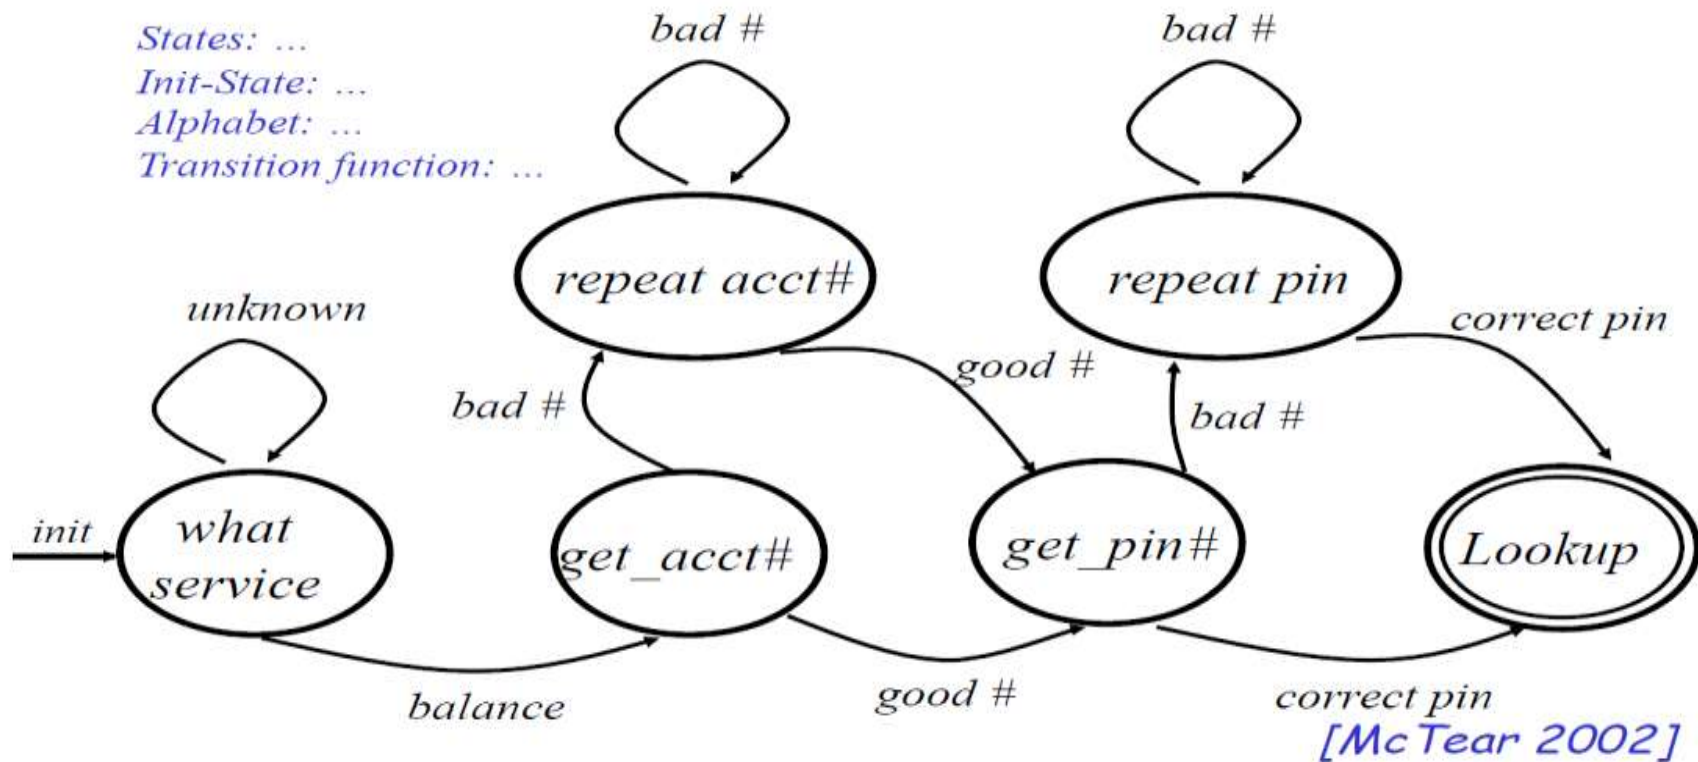 States: ...
Init-State: ...
Alphabet: ...
Transition function: ...
bad #
bad #
repeat acct#
repeat pin
unknown
correct pin
good #
bad #
bad #
init
what
service
get_acct#
get_pin#
Lookup
balance
good #
correct pin
[McTear 2002]